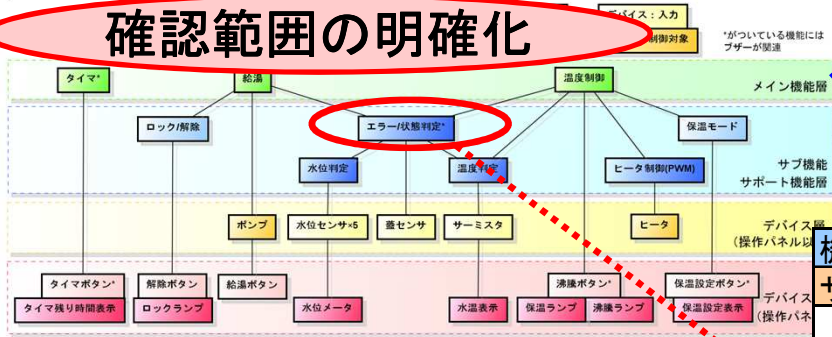 確認範囲の明確化
デバイス：入力
制御対象
*がついている機能には
ブザーが関連
タイマ*
給湯
温度制御
メイン機能層
ロック/解除
エラー/状態判定*
保温モード
水位判定
温度判定
ヒータ制御(PWM)
サブ機能
サポート機能層
ポンプ
水位センサ×5
蓋センサ
サーミスタ
ヒータ
デバイス層
(操作パネル以
タイマボタン*
解除ボタン
給湯ボタン
沸騰ボタン*
保温設定ボタン*
タイマ残り時間表示
ロックランプ
水位メータ
水温表示
保温ランプ
沸騰ランプ
保温設定表示
デバイス
(操作パネ